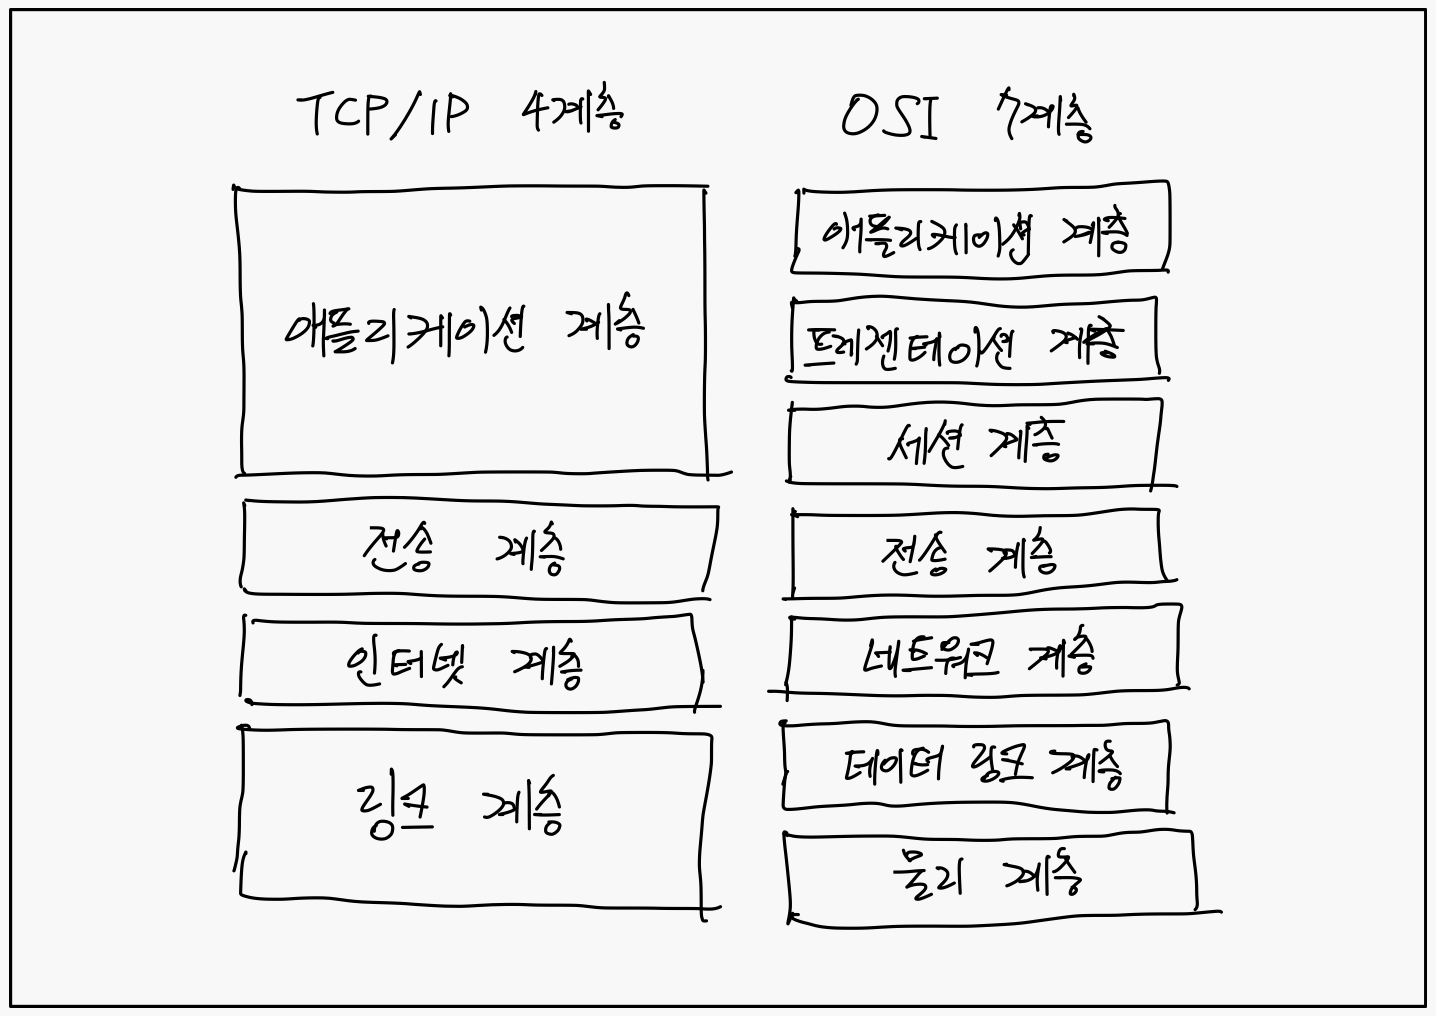 TCP/IP 4계층
애플리케이션 계층
전송 계층
인터넷 계층
링크 계층
OSI 7계층
애플리케이션 계층
프레젠테이션 계층
세션 계층
전송 계층
네트워크 계층
데이터 링크 계층
물리 계층